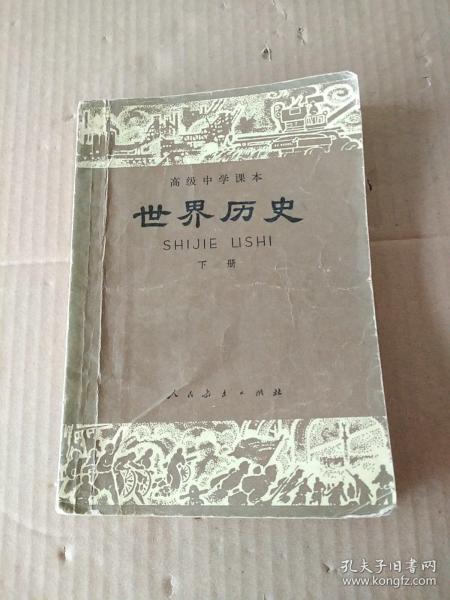 高级中学课本
世界历史
SHIJIE LISHI
下册
人民教育出版社
孔夫子旧书网
www.kongfz.com